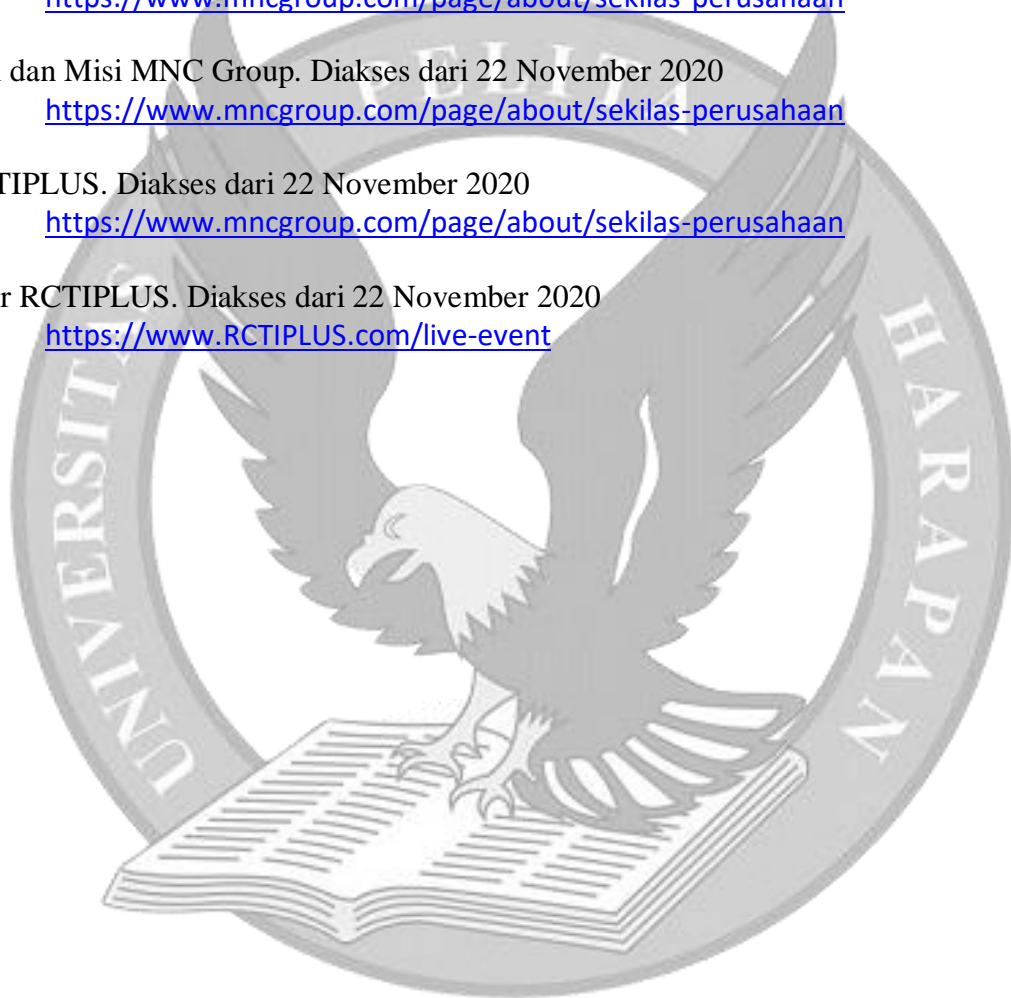 https://www.mncgroup.com/page/about/sekilas-perusahaan
dan Misi MNC Group. Diakses dari 22 November 2020
https://www.mncgroup.com/page/about/sekilas-perusahaan
TIPLUS. Diakses dari 22 November 2020
https://www.mncgroup.com/page/about/sekilas-perusahaan
r RCTIPLUS. Diakses dari 22 November 2020
https://www.RCTIPLUS.com/live-event
UNIVERSITAS PELITA HARAPAN